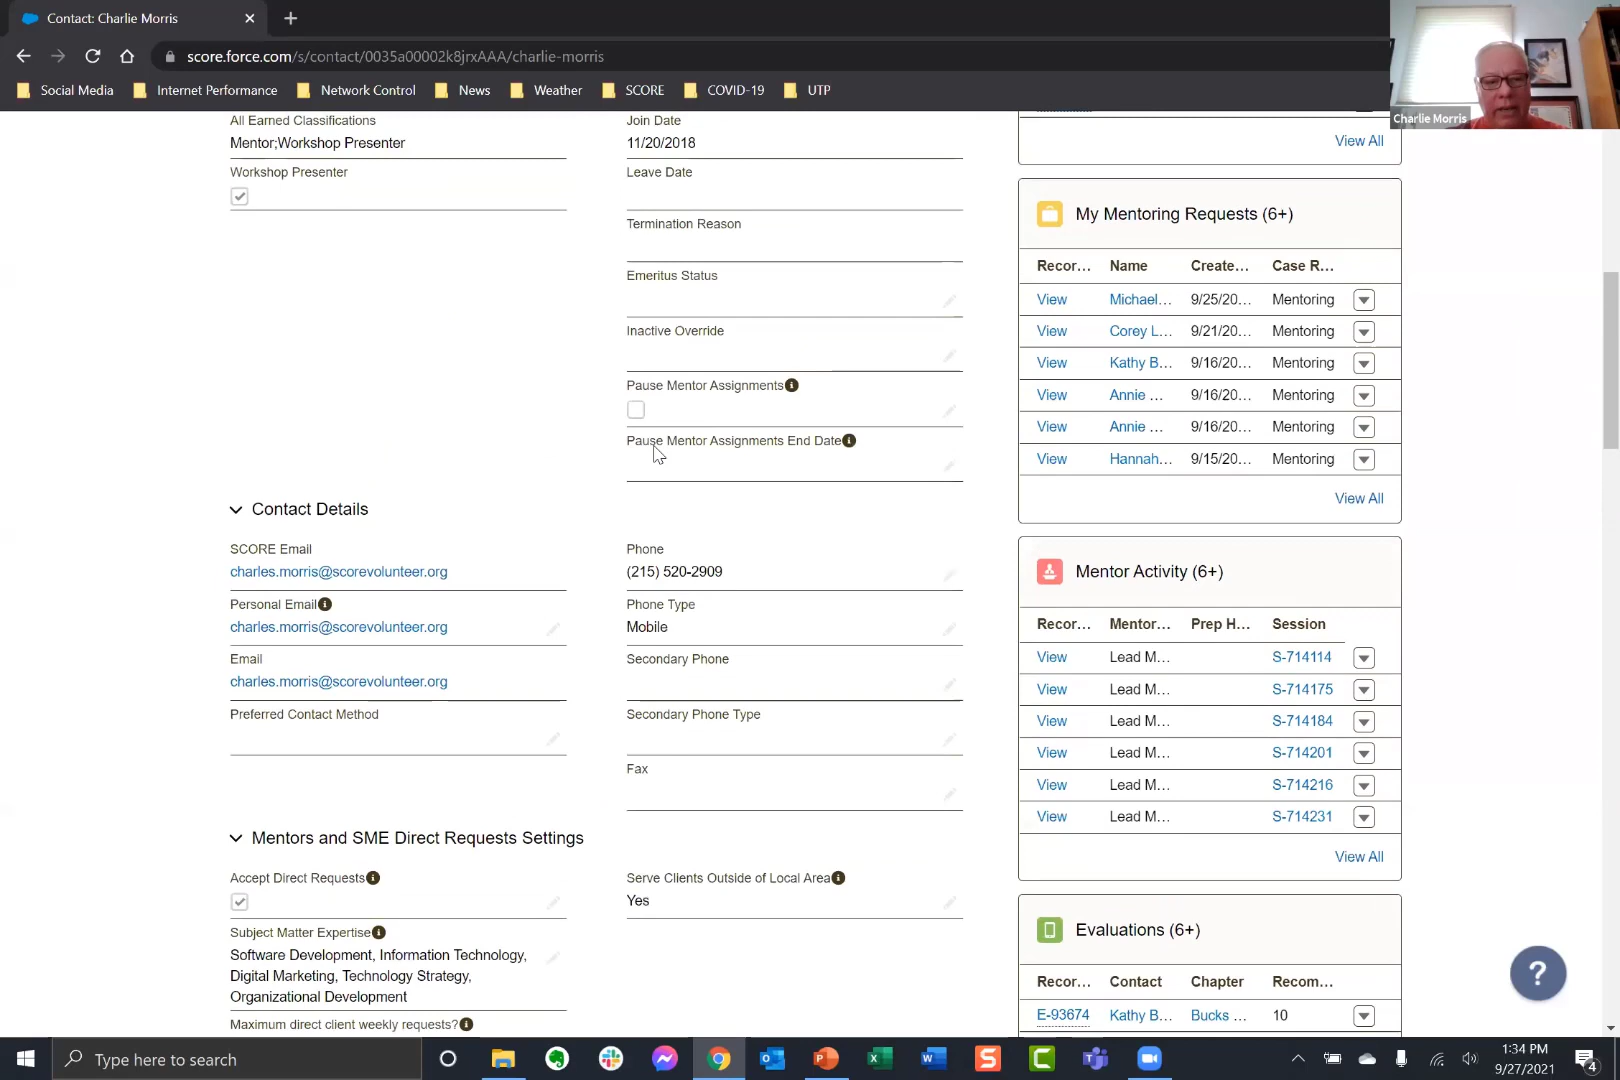 Contact: Charlie Morris
score.force.com/s/contact/0035a00002k8jrxAAA/charlie-morris
Social Media
Internet Performance
Network Control
News
Weather
SCORE
COVID-19
UTP
Charlie Morris
All Earned Classifications
Mentor;Workshop Presenter
Workshop Presenter
Join Date
11/20/2018
Leave Date
Termination Reason
Emeritus Status
Inactive Override
Pause Mentor Assignments
Pause Mentor Assignments End Date
Contact Details
SCORE Email
charles.morris@scorevolunteer.org
Personal Email
charles.morris@scorevolunteer.org
Email
charles.morris@scorevolunteer.org
Preferred Contact Method
Phone
(215) 520-2909
Phone Type
Mobile
Secondary Phone
Secondary Phone Type
Fax
Mentors and SME Direct Requests Settings
Accept Direct Requests
Serve Clients Outside of Local Area
Yes
Subject Matter Expertise
Software Development, Information Technology,
Digital Marketing, Technology Strategy,
Organizational Development
Maximum direct client weekly requests?
View All
My Mentoring Requests (6+)
Recor... Name Create... Case R...
View Michael... 9/25/20... Mentoring
View Corey L... 9/21/20... Mentoring
View Kathy B... 9/16/20... Mentoring
View Annie ... 9/16/20... Mentoring
View Annie ... 9/16/20... Mentoring
View Hannah... 9/15/20... Mentoring
View All
Mentor Activity (6+)
Recor... Mentor... Prep H... Session
View Lead M... S-714114
View Lead M... S-714175
View Lead M... S-714184
View Lead M... S-714201
View Lead M... S-714216
View Lead M... S-714231
View All
Evaluations (6+)
Recor... Contact Chapter Recom...
E-93674 Kathy B... Bucks ... 10
?
Type here to search
1:34 PM
9/27/2021
4